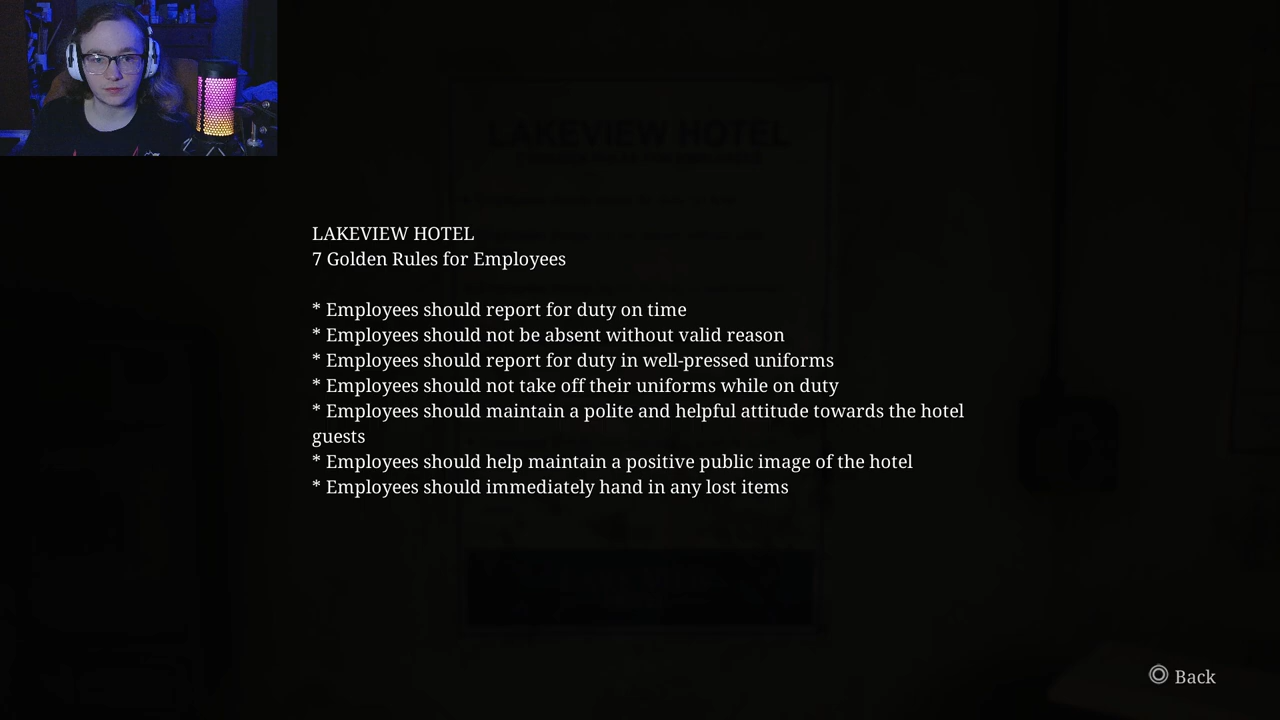 LAKEVIEW HOTEL
LAKEVIEW HOTEL
7 Golden Rules for Employees
* Employees should report for duty on time
* Employees should not be absent without valid reason
* Employees should report for duty in well-pressed uniforms
* Employees should not take off their uniforms while on duty
* Employees should maintain a polite and helpful attitude towards the hotel
guests
* Employees should help maintain a positive public image of the hotel
* Employees should immediately hand in any lost items
Back